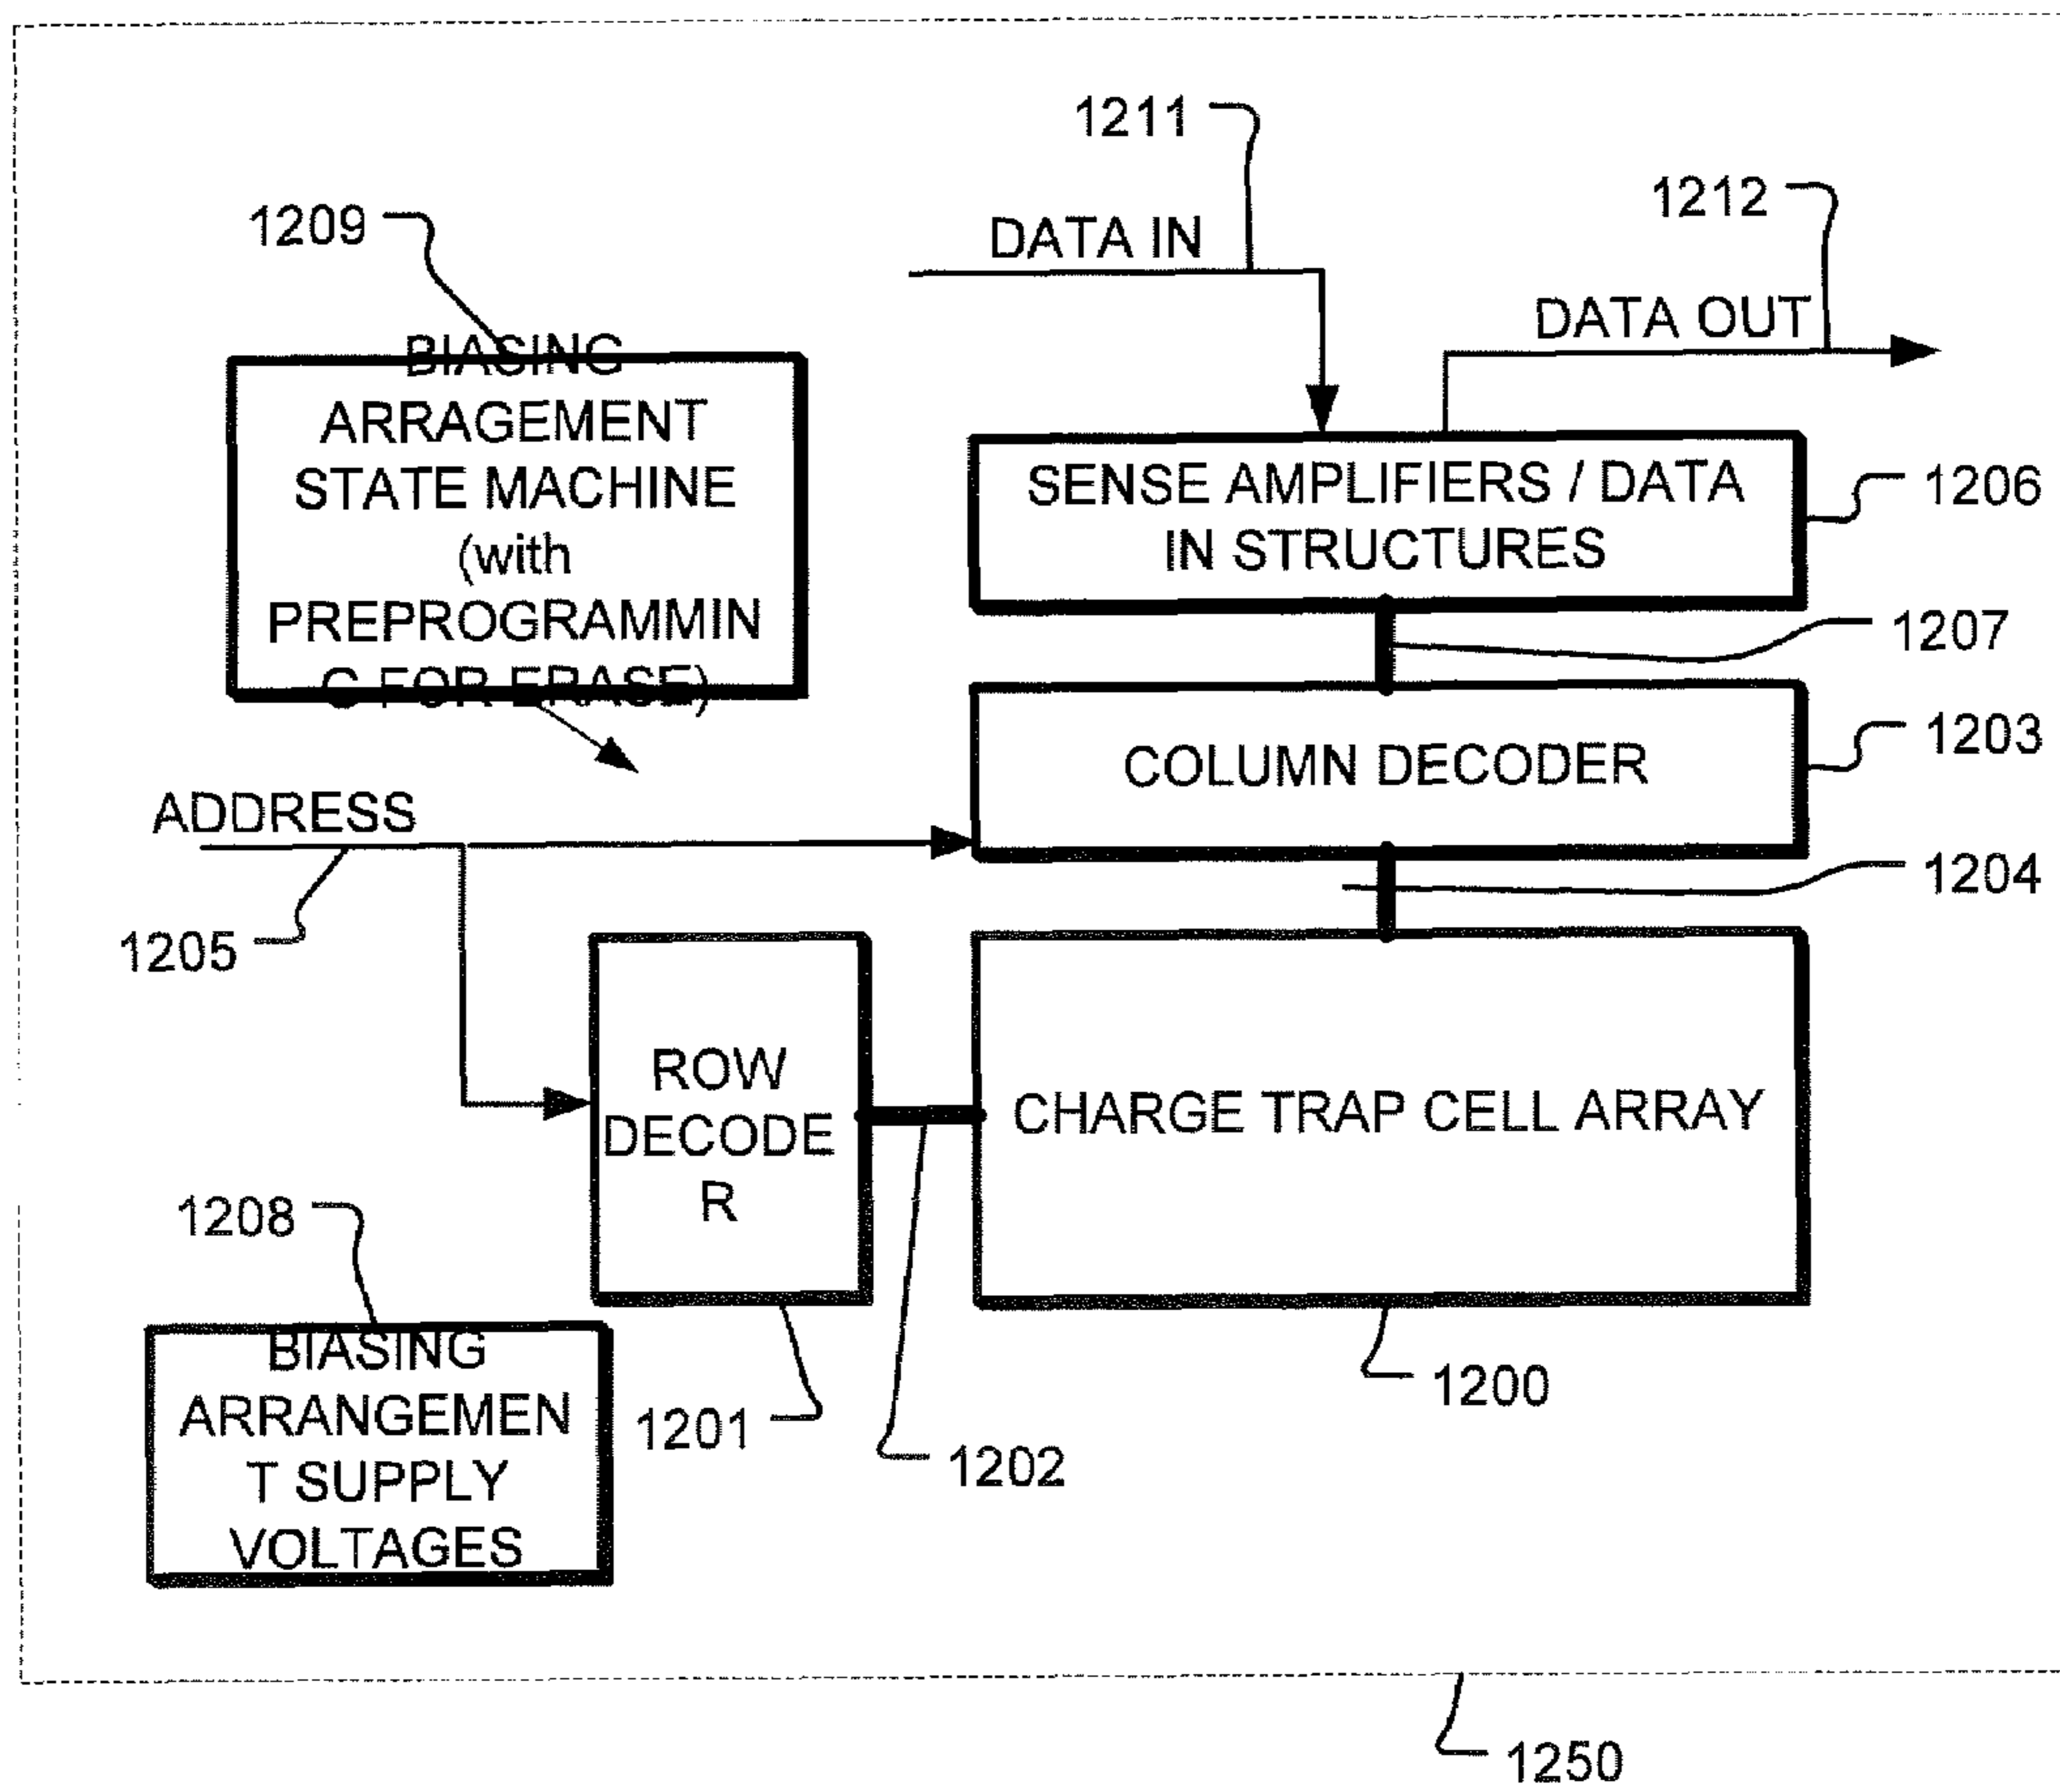 1211
1212
1209
DATA IN
DATA OUT
BIASING
ARRAGEMENT
STATE MACHINE
(with
PREPROGRAMMIN
G FOR ERASE)
SENSE AMPLIFIERS / DATA
IN STRUCTURES
1206
1207
COLUMN DECODER
1203
ADDRESS
1204
1205
ROW
DECODE
R
CHARGE TRAP CELL ARRAY
1208
BIASING
ARRANGEMEN
T SUPPLY
VOLTAGES
1201
1202
1200
1250